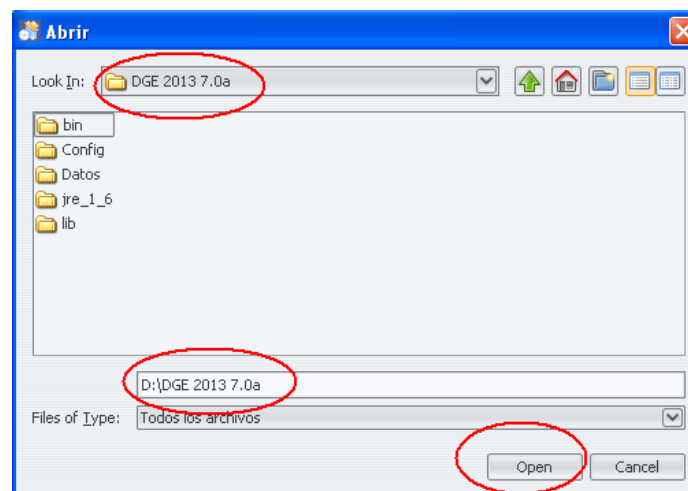 Abrir
Look In: DGE 2013 7.0a
bin
Config
Datos
jre_1_6
lib
D:\DGE 2013 7.0a
Files of Type: Todos los archivos
Open Cancel